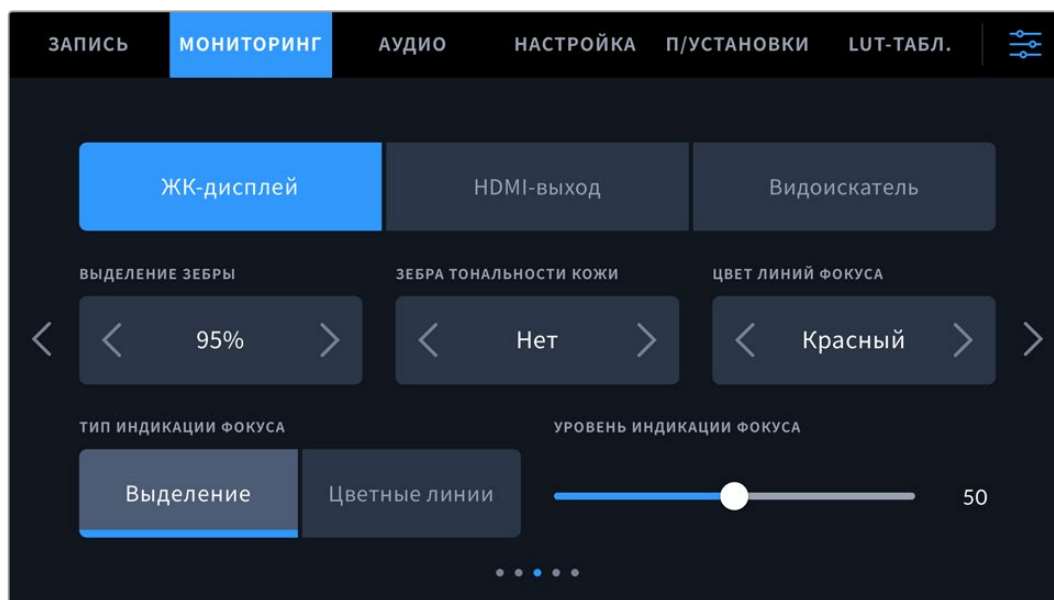 ЗАПИСЬ МОНИТОРИНГ АУДИО НАСТРОЙКА П/УСТАНОВКИ LUT-ТАБЛ.
ЖК-дисплей HDMI-выход Видоискатель
ВЫДЕЛЕНИЕ ЗЕБРЫ ЗЕБРА ТОНАЛЬНОСТИ КОЖИ ЦВЕТ ЛИНИЙ ФОКУСА
95% Нет Красный
ТИП ИНДИКАЦИИ ФОКУСА УРОВЕНЬ ИНДИКАЦИИ ФОКУСА
Выделение Цветные линии 50